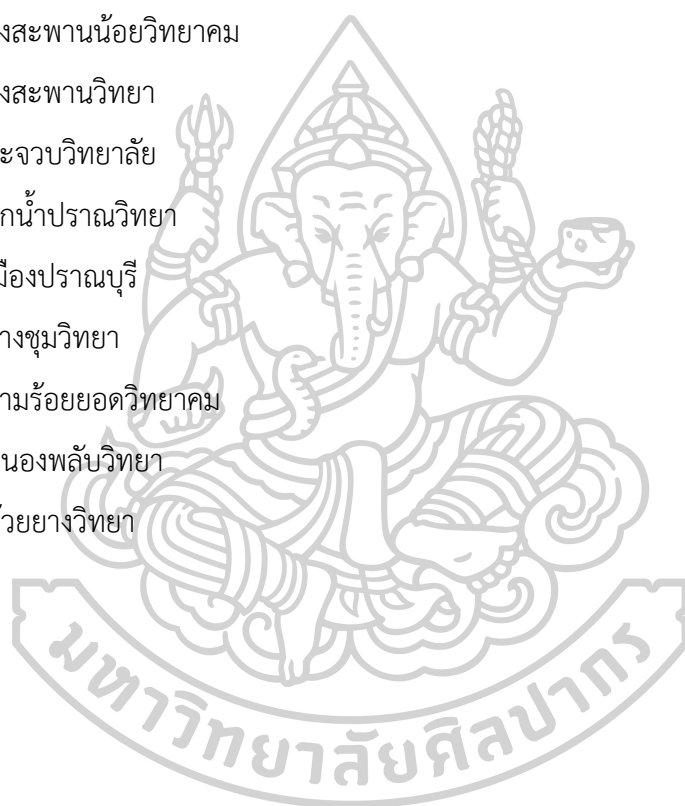 งสะพานน้อยวิทยาคม
งสะพานวิทยา
ะจวบวิทยาลัย
กน้ำปราณวิทยา
มืองปราณบุรี
างชุมวิทยา
ามร้อยยอดวิทยาคม
นองพลับวิทยา
้วยยางวิทยา
มหาวิทยาลัยศิลปากร